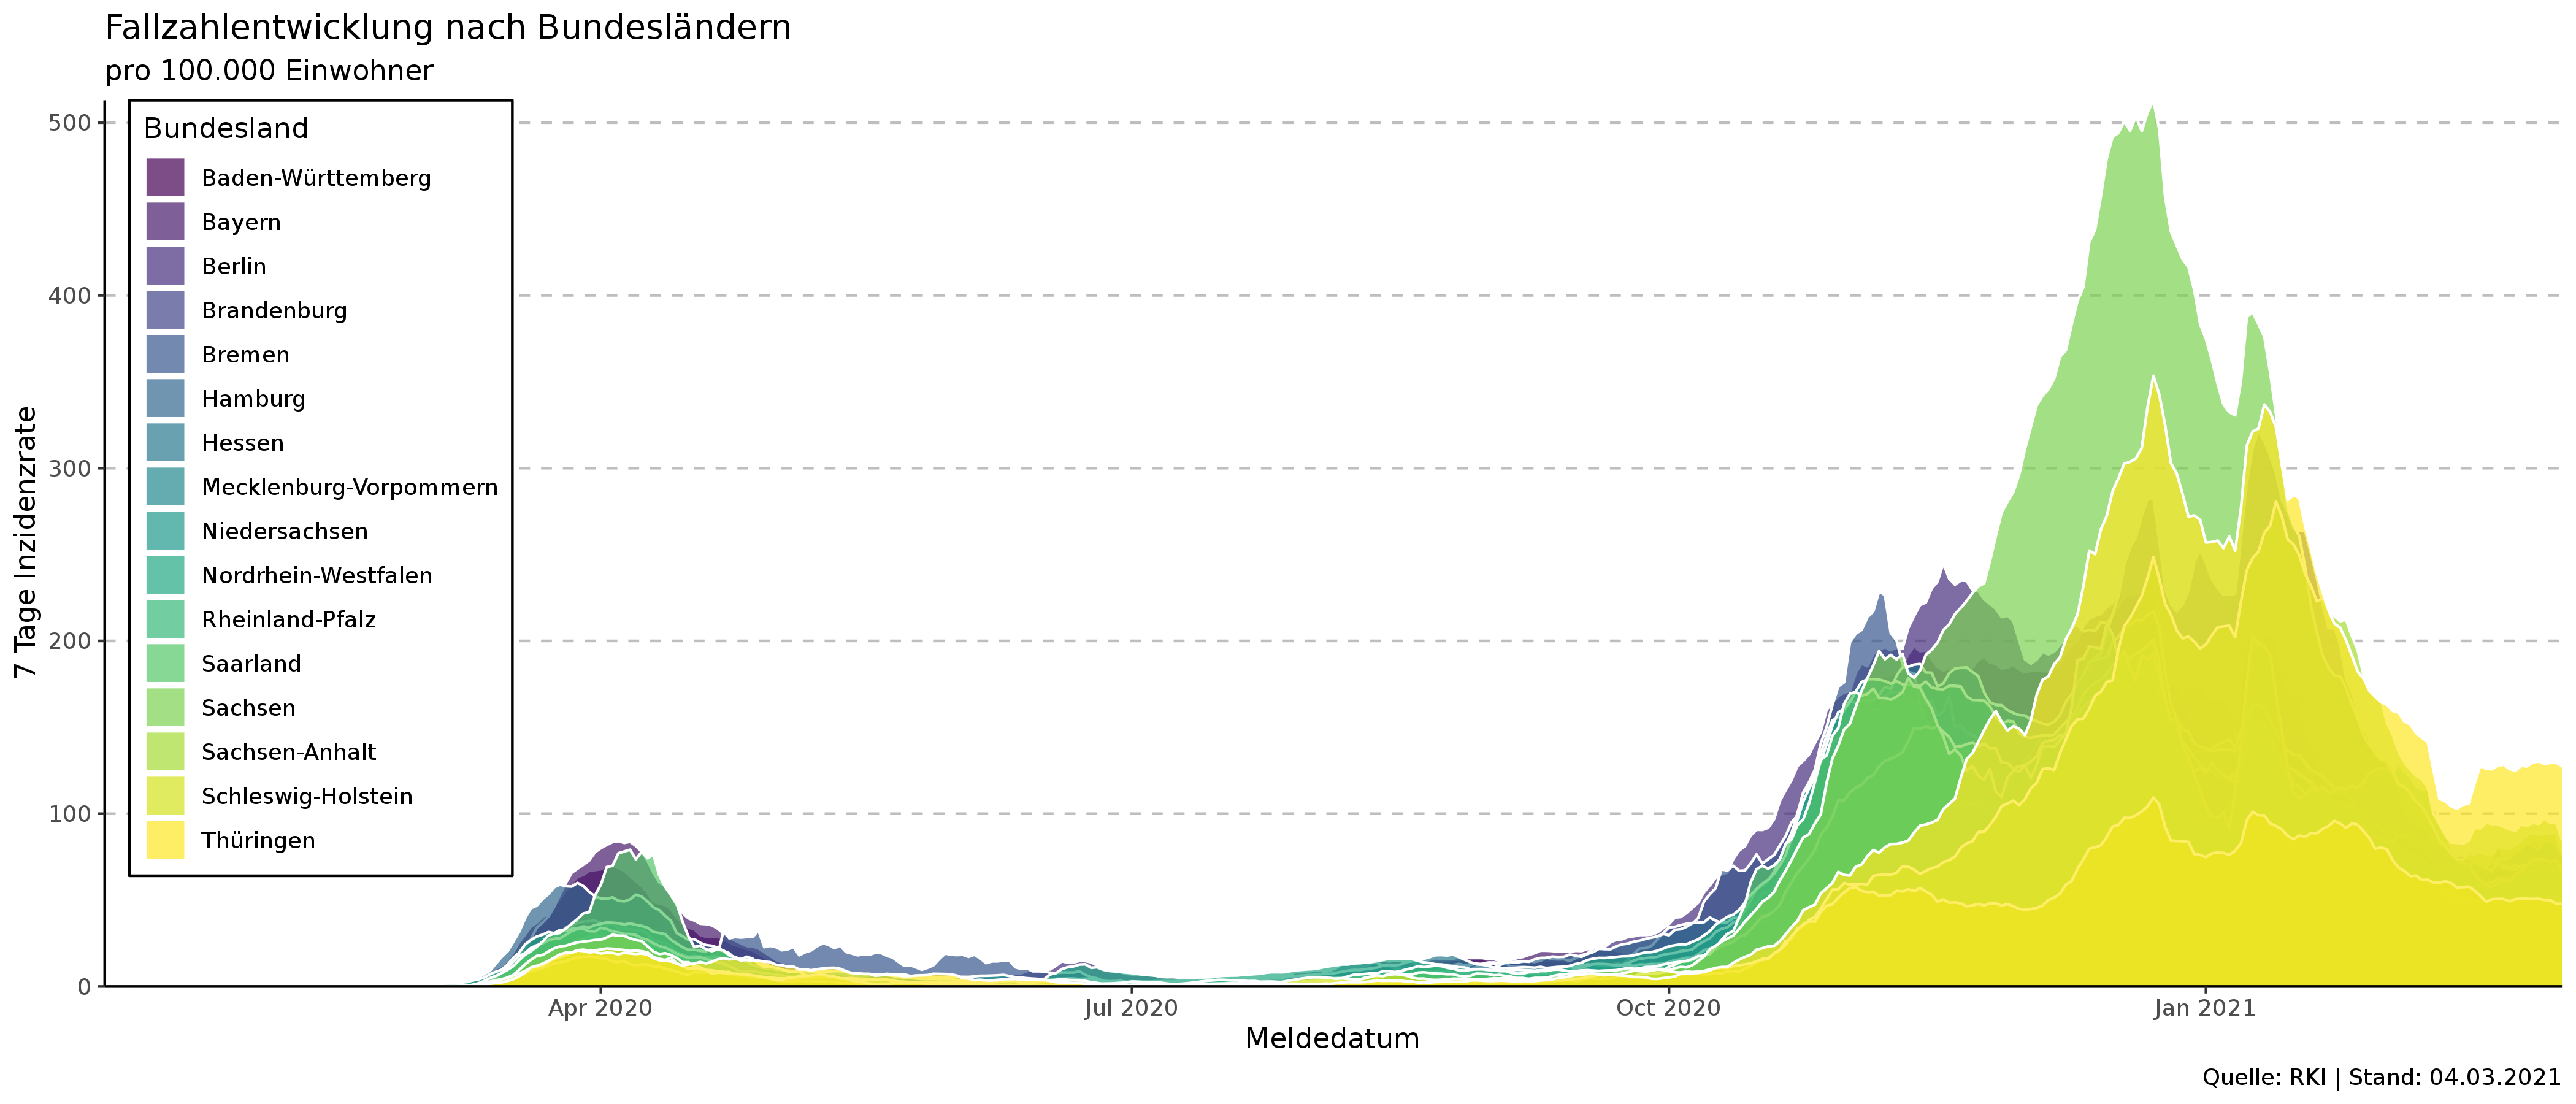 Fallzahlentwicklung nach Bundesländern
pro 100.000 Einwohner
Bundesland
Baden-Württemberg
Bayern
Berlin
Brandenburg
Bremen
Hamburg
Hessen
Mecklenburg-Vorpommern
Niedersachsen
Nordrhein-Westfalen
Rheinland-Pfalz
Saarland
Sachsen
Sachsen-Anhalt
Schleswig-Holstein
Thüringen
7 Tage Inzidenzrate
500
400
300
200
100
0
Apr 2020
Jul 2020
Oct 2020
Jan 2021
Meldedatum
Quelle: RKI | Stand: 04.03.2021